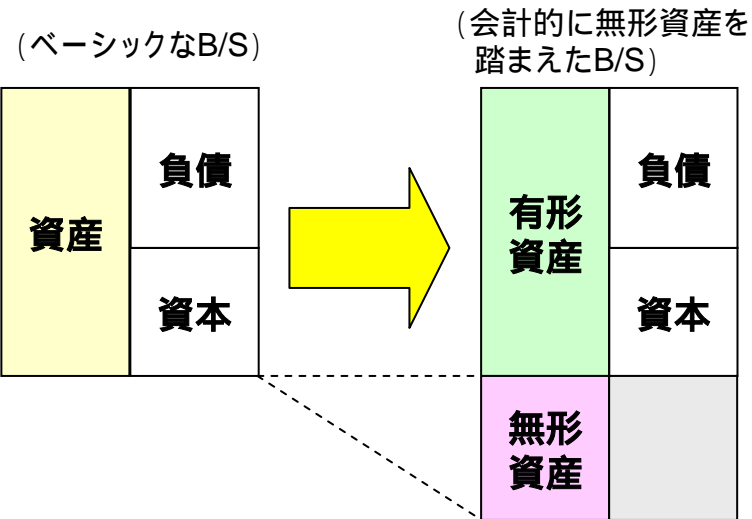 (ベーシックなB/S)
(会計的に無形資産を
踏まえたB/S)
資産
負債
資本
有形
資産
負債
資本
無形
資産